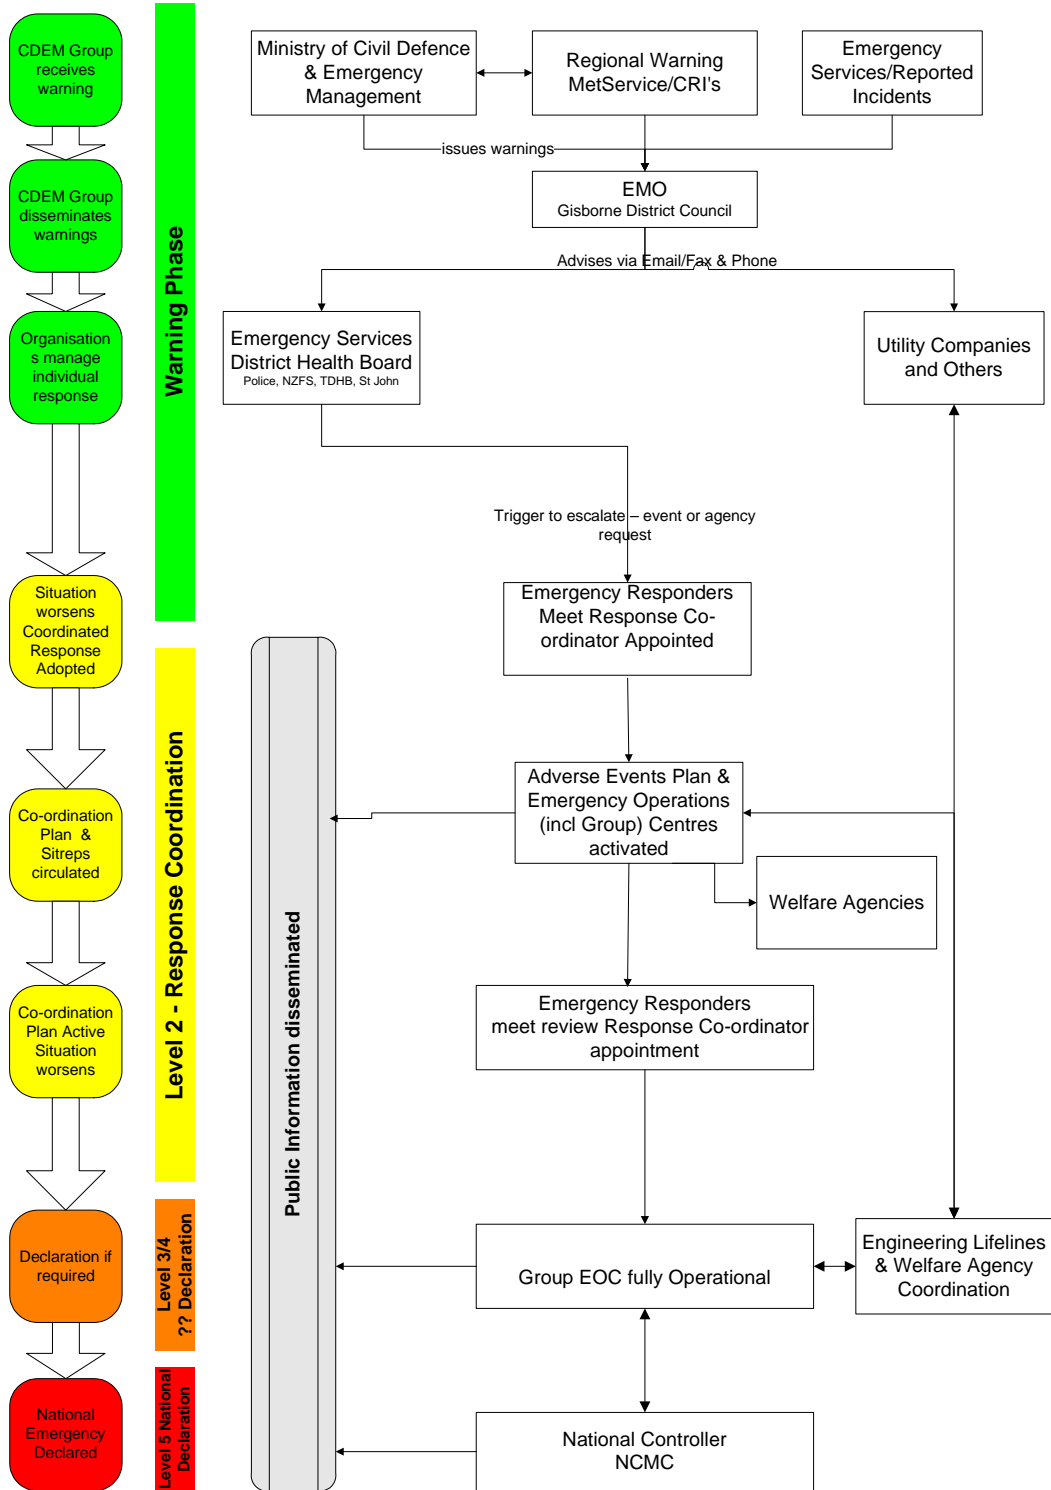 CDEM Group
receives
warning
CDEM Group
disseminates
warnings
Organisation
s manage
individual
response
Situation
worsens
Coordinated
Response
Adopted
Co-ordination
Plan &
Sitreps
circulated
Co-ordination
Plan Active
Situation
worsens
Declaration if
required
National
Emergency
Declared
Warning Phase
Level 2 - Response Coordination
Level 3/4
?? Declaration
Level 5 National
Declaration
Ministry of Civil Defence
& Emergency
Management
Regional Warning
MetService/CRI's
Emergency
Services/Reported
Incidents
issues warnings
EMO
Gisborne District Council
Advises via Email/Fax & Phone
Emergency Services
District Health Board
Police, NZFS, TDHB, St John
Utility Companies
and Others
Trigger to escalate – event or agency
request
Emergency Responders
Meet Response Co-
ordinator Appointed
Public Information disseminated
Adverse Events Plan &
Emergency Operations
(incl Group) Centres
activated
Welfare Agencies
Emergency Responders
meet review Response Co-ordinator
appointment
Group EOC fully Operational
Engineering Lifelines
& Welfare Agency
Coordination
National Controller
NCMC